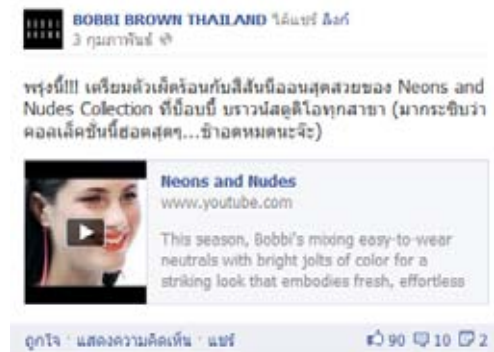 BOBBI BROWN THAILAND ได้แชร์ ลิงก์
3 กุมภาพันธ์
พรุ่งนี้!!! เตรียมตัวเผ็ดร้อนกับสีสันนีออนสุดสวยของ Neons and
Nudes Collection ที่บ็อบบี้ บราวน์สตูดิโอทุกสาขา (มากระซิบว่า
คอลเล็คชั่นนี้ฮอตสุดๆ...ช้าอดหมดนะจ๊ะ)
Neons and Nudes
www.youtube.com
This season, Bobbi's mixing easy-to-wear
neutrals with bright jolts of color for a
striking look that embodies fresh, effortless
ถูกใจ · แสดงความคิดเห็น · แชร์
90 10 2